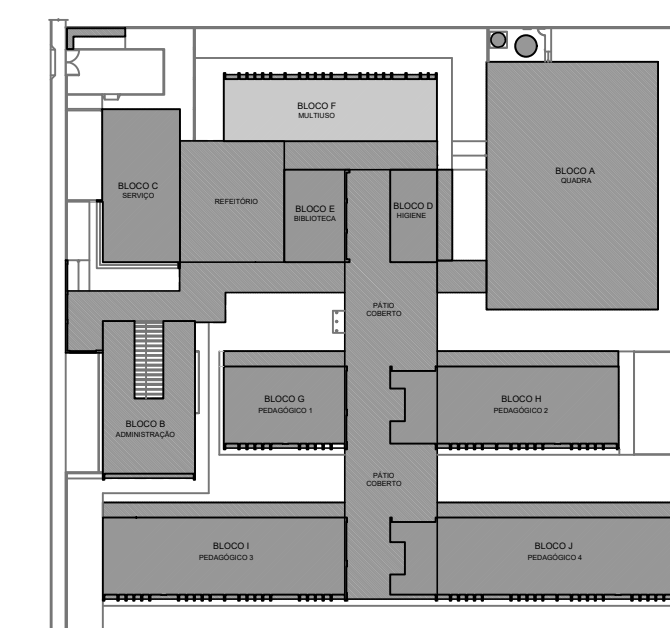 BLOCO F
MULTIUSO
BLOCO A
QUADRA
BLOCO C
SERVIÇO
REFEITÓRIO
BLOCO E
BIBLIOTECA
BLOCO D
HIGIENE
PÁTIO
COBERTO
BLOCO G
PEDAGÓGICO 1
BLOCO H
PEDAGÓGICO 2
BLOCO B
ADMINISTRAÇÃO
PÁTIO
COBERTO
BLOCO I
PEDAGÓGICO 3
BLOCO J
PEDAGÓGICO 4